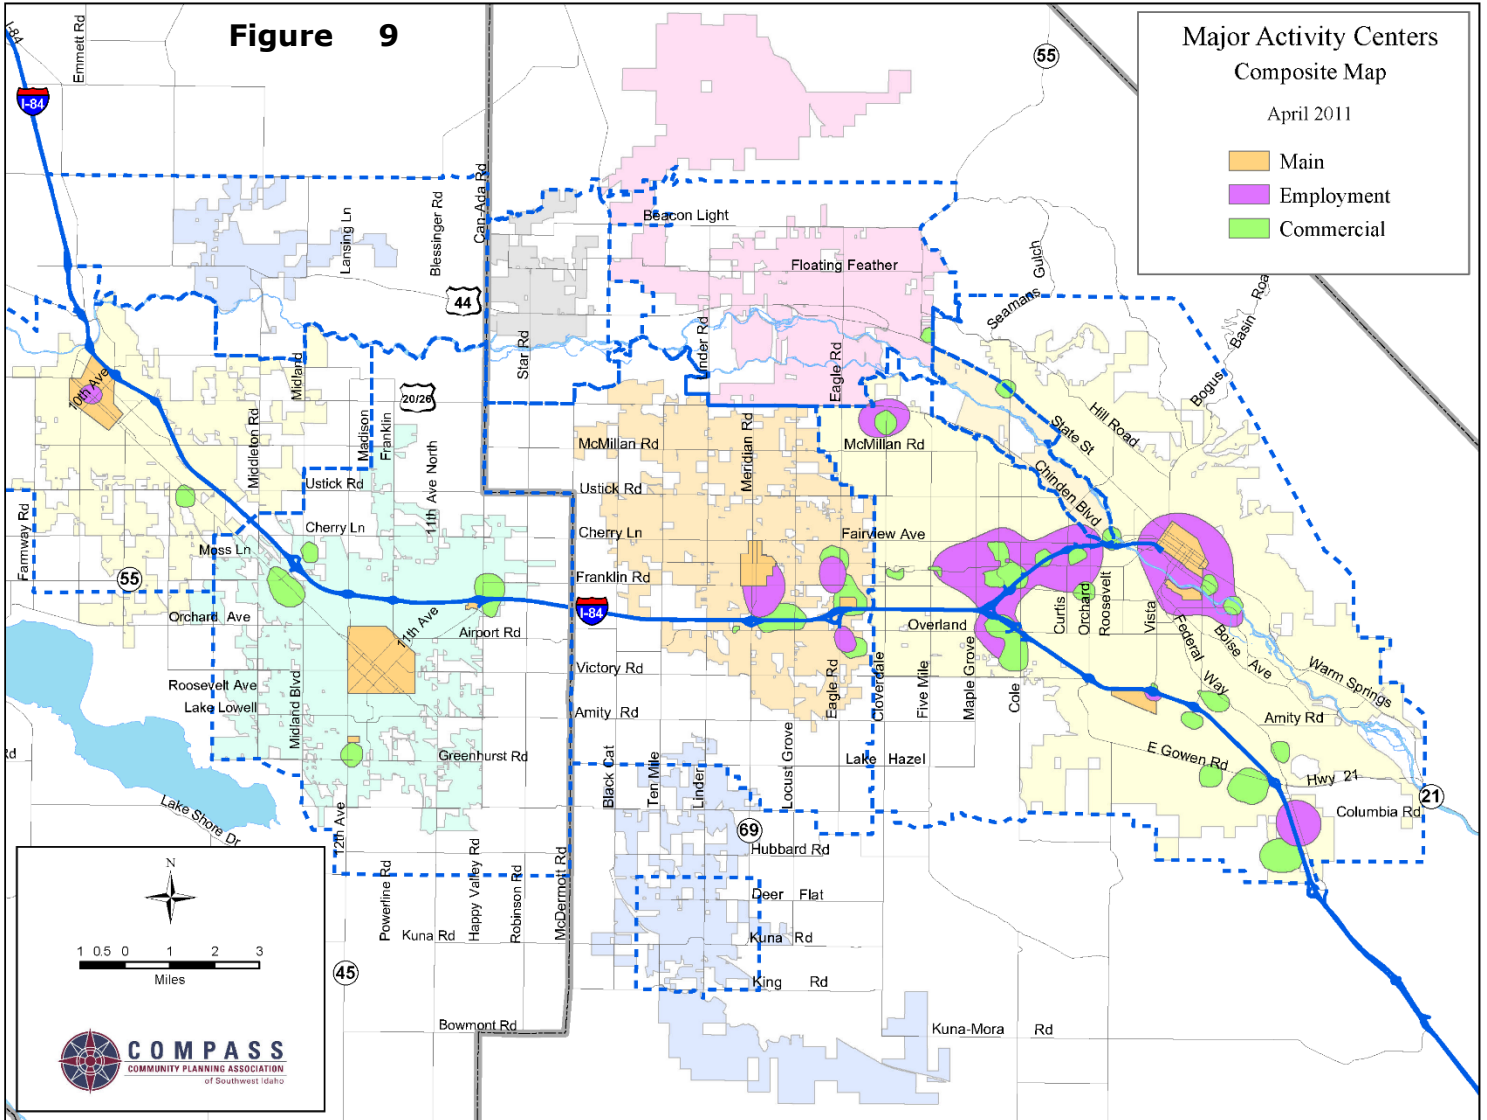 Figure 9
Major Activity Centers
Composite Map
April 2011
Main
Employment
Commercial
I-84
Emmett Rd
I-84
55
Can-Ada Rd
Blessinger Rd
Lansing Ln
Beacon Light
Floating Feather
Seamans Gulch
Bogus Basin Roa
44
Star Rd
Linder Rd
Eagle Rd
10th Ave
Midland
20/26
Middleton Rd
Madison
Franklin
11th Ave North
McMillan Rd
Meridian Rd
McMillan Rd
State St
Hill Road
Chinden Blvd
Ustick Rd
Ustick Rd
Farmway Rd
Cherry Ln
Cherry Ln
Fairview Ave
Moss Ln
55
Franklin Rd
I-84
Orchard Ave
11th Ave
Airport Rd
Overland
Curtis
Orchard
Roosevelt
Vista
Federal Way
Boise Ave
Warm Springs
Victory Rd
Roosevelt Ave
Lake Lowell
Midland Blvd
Eagle Rd
Cloverdale
Five Mile
Maple Grove
Cole
Amity Rd
Amity Rd
Greenhurst Rd
Black Cat
Ten Mile
Linder
Locust Grove
Lake Hazel
E Gowen Rd
Hwy 21
21
Columbia Rd
Rd
Lake Shore Dr
12th Ave
69
Hubbard Rd
Powerline Rd
Happy Valley Rd
Robinson Rd
McDermott Rd
Deer Flat
Kuna Rd
Kuna Rd
45
King Rd
Bowmont Rd
Kuna-Mora Rd
N
1 0.5 0 1 2 3
Miles
COMPASS
COMMUNITY PLANNING ASSOCIATION
of Southwest Idaho